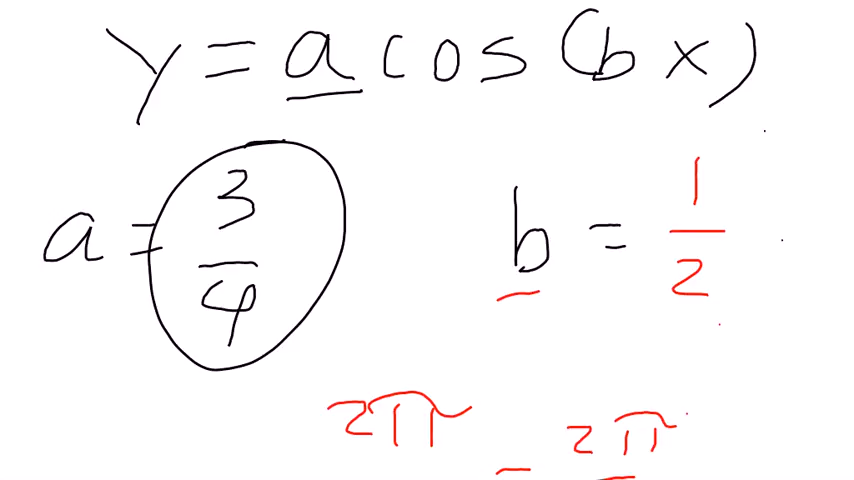 y = a cos(bx)
a = 3/4 b = 1/2
2π = 2π